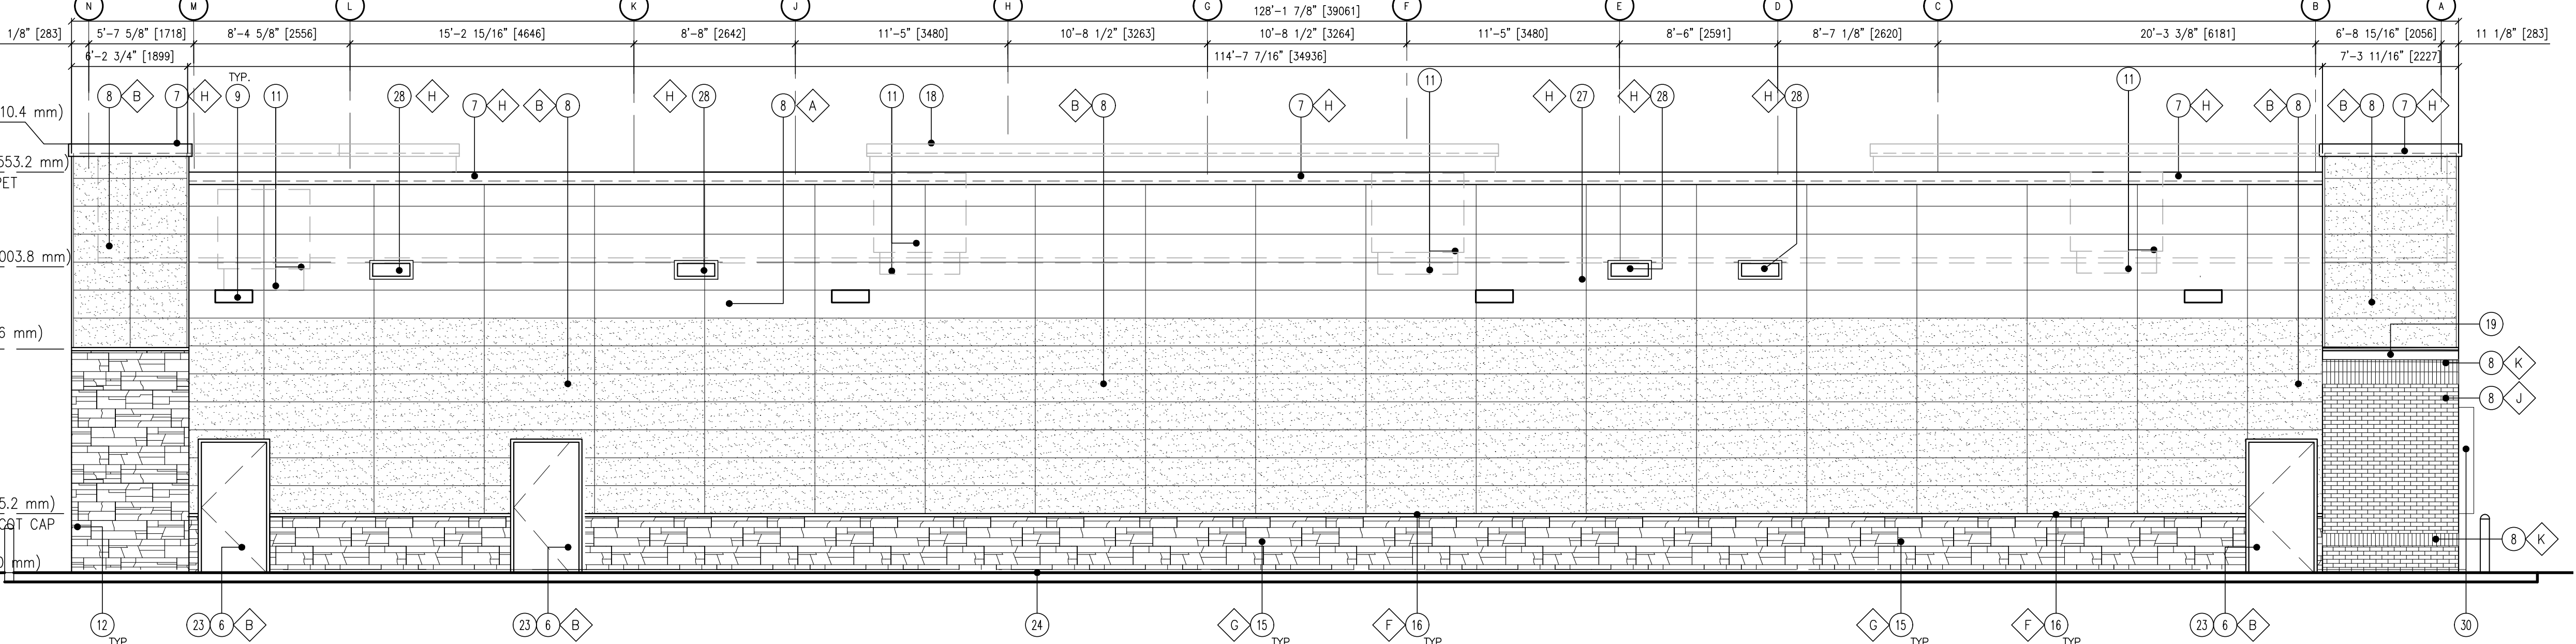 N M L K J H G F E D C B A
128'-1 7/8" [39061]
1/8" [283] 5'-7 5/8" [1718] 8'-4 5/8" [2556] 15'-2 15/16" [4646] 8'-8" [2642] 11'-5" [3480] 10'-8 1/2" [3263] 10'-8 1/2" [3264] 11'-5" [3480] 8'-6" [2591] 8'-7 1/8" [2620] 20'-3 3/8" [6181] 6'-8 15/16" [2056] 11 1/8" [283]
6'-2 3/4" [1899] 114'-7 7/16" [34936] 7'-3 11/16" [2227]
TYP.
8 B 7 H 9 11 28 H 7 H B 8 H 28 8 A 11 18 B 8 7 H 11 H 27 H 28 H 28 11 7 H B 8 B 8 7 H
10.4 mm)
553.2 mm)
PET
003.8 mm)
19
6 mm)
8 K
8 J
5.2 mm)
COT CAP
8 K
0 mm)
12 23 6 B 23 6 B 24 G 15 F 16 G 15 F 16 23 6 B 30
TYP. TYP. TYP. TYP. TYP.